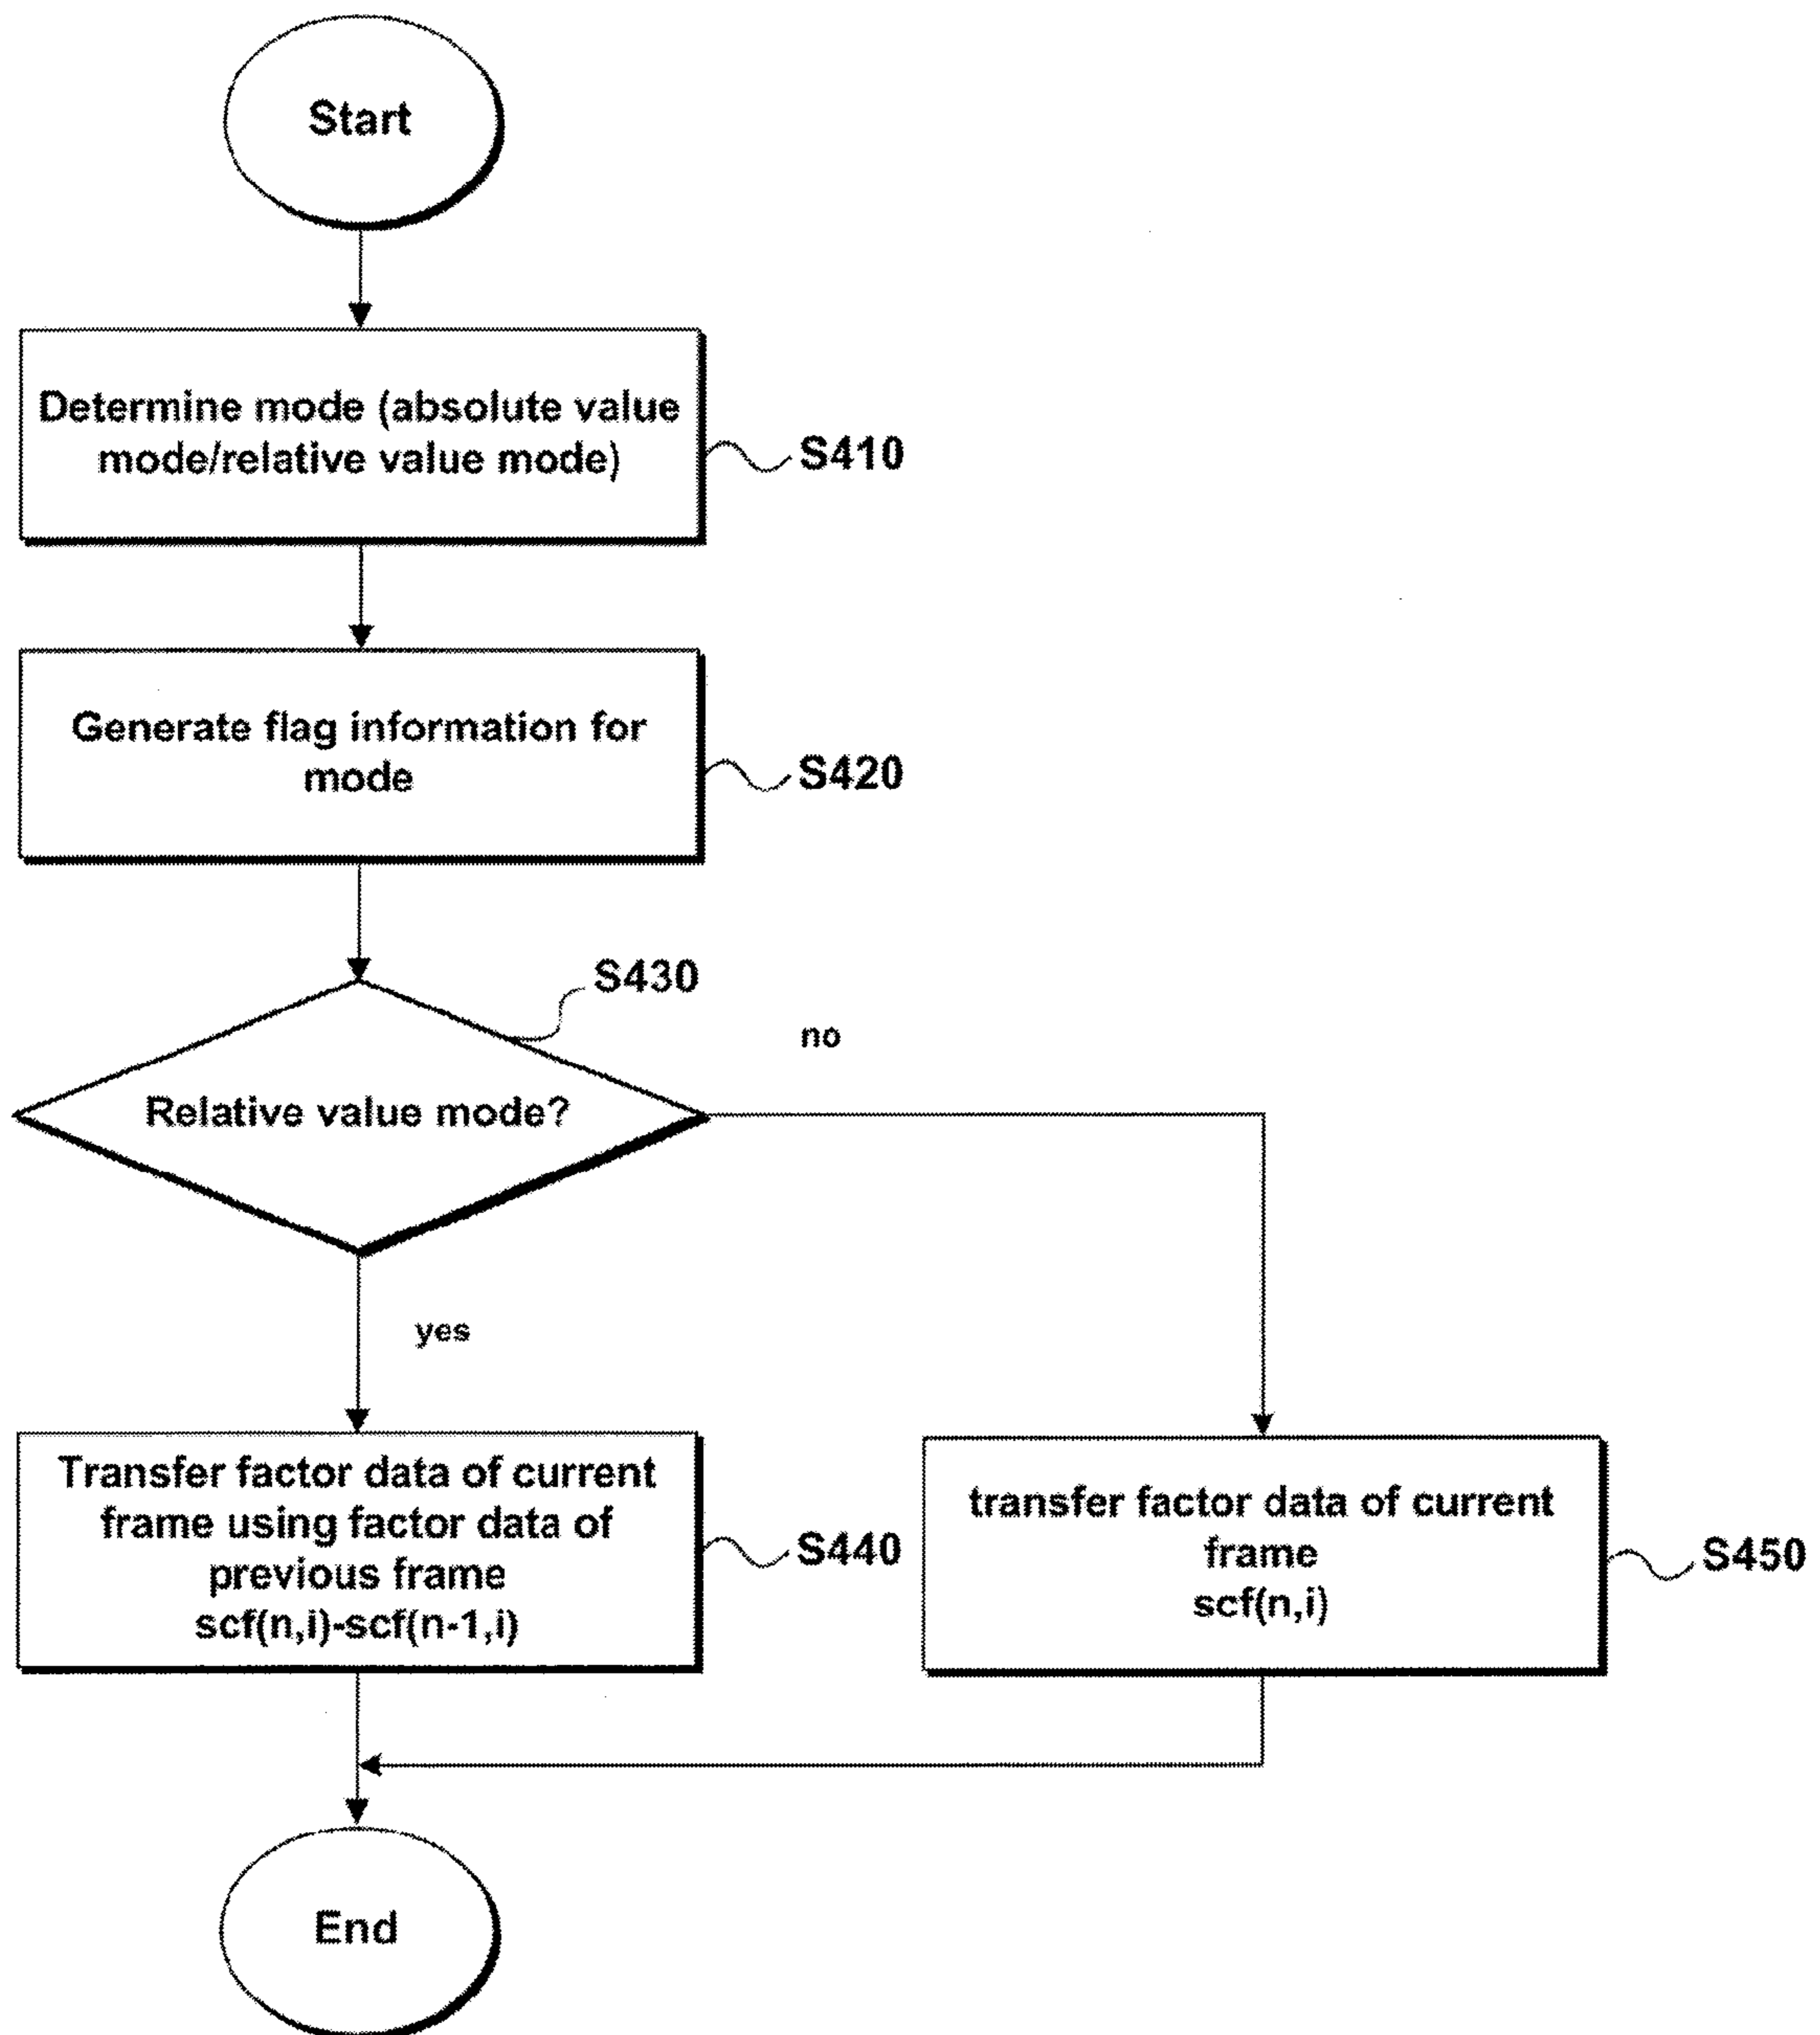 Start
Determine mode (absolute value
mode/relative value mode)
S410
Generate flag information for
mode
S420
S430
no
Relative value mode?
yes
Transfer factor data of current
frame using factor data of
previous frame
scf(n,i)-scf(n-1,i)
S440
transfer factor data of current
frame
scf(n,i)
S450
End